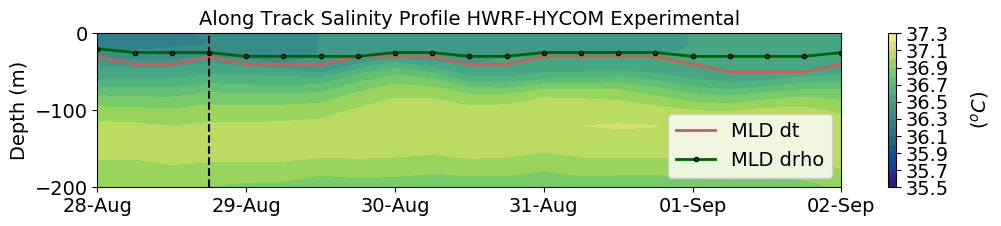 Along Track Salinity Profile HWRF-HYCOM Experimental
Depth (m)
0
−100
−200
28-Aug 29-Aug 30-Aug 31-Aug 01-Sep 02-Sep
MLD dt
MLD drho
37.3
37.1
36.9
36.7
36.5
36.3
36.1
35.9
35.7
35.5
(°C)